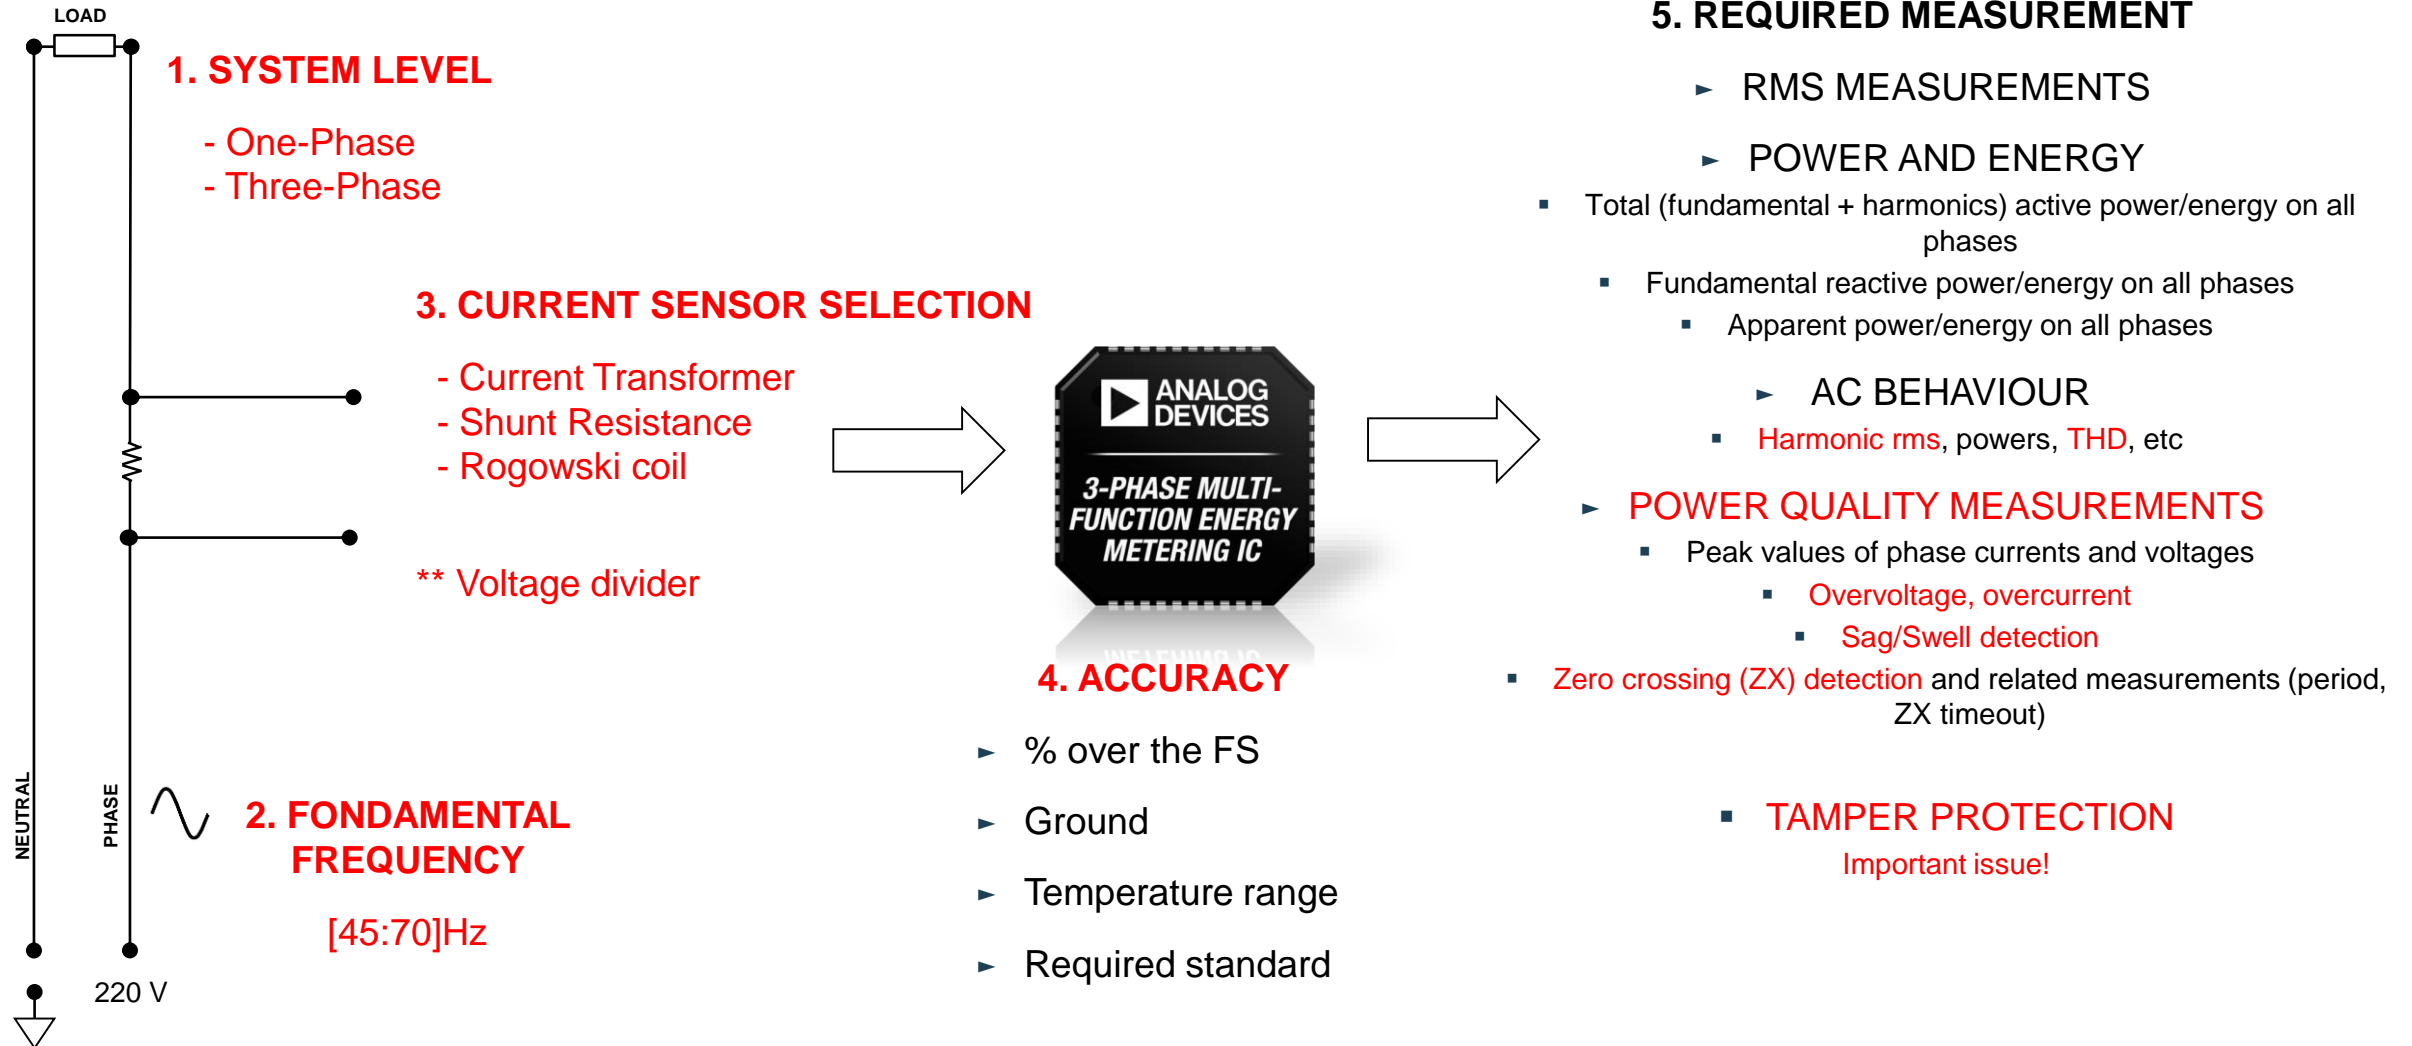 LOAD
1. SYSTEM LEVEL
- One-Phase
- Three-Phase
3. CURRENT SENSOR SELECTION
- Current Transformer
- Shunt Resistance
- Rogowski coil
** Voltage divider
NEUTRAL
PHASE
2. FONDAMENTAL
FREQUENCY
[45:70]Hz
220 V
ANALOG
DEVICES
3-PHASE MULTI-
FUNCTION ENERGY
METERING IC
4. ACCURACY
► % over the FS
► Ground
► Temperature range
► Required standard
5. REQUIRED MEASUREMENT
► RMS MEASUREMENTS
► POWER AND ENERGY
▪ Total (fundamental + harmonics) active power/energy on all
phases
▪ Fundamental reactive power/energy on all phases
▪ Apparent power/energy on all phases
► AC BEHAVIOUR
▪ Harmonic rms, powers, THD, etc
► POWER QUALITY MEASUREMENTS
▪ Peak values of phase currents and voltages
▪ Overvoltage, overcurrent
▪ Sag/Swell detection
▪ Zero crossing (ZX) detection and related measurements (period,
ZX timeout)
▪ TAMPER PROTECTION
Important issue!